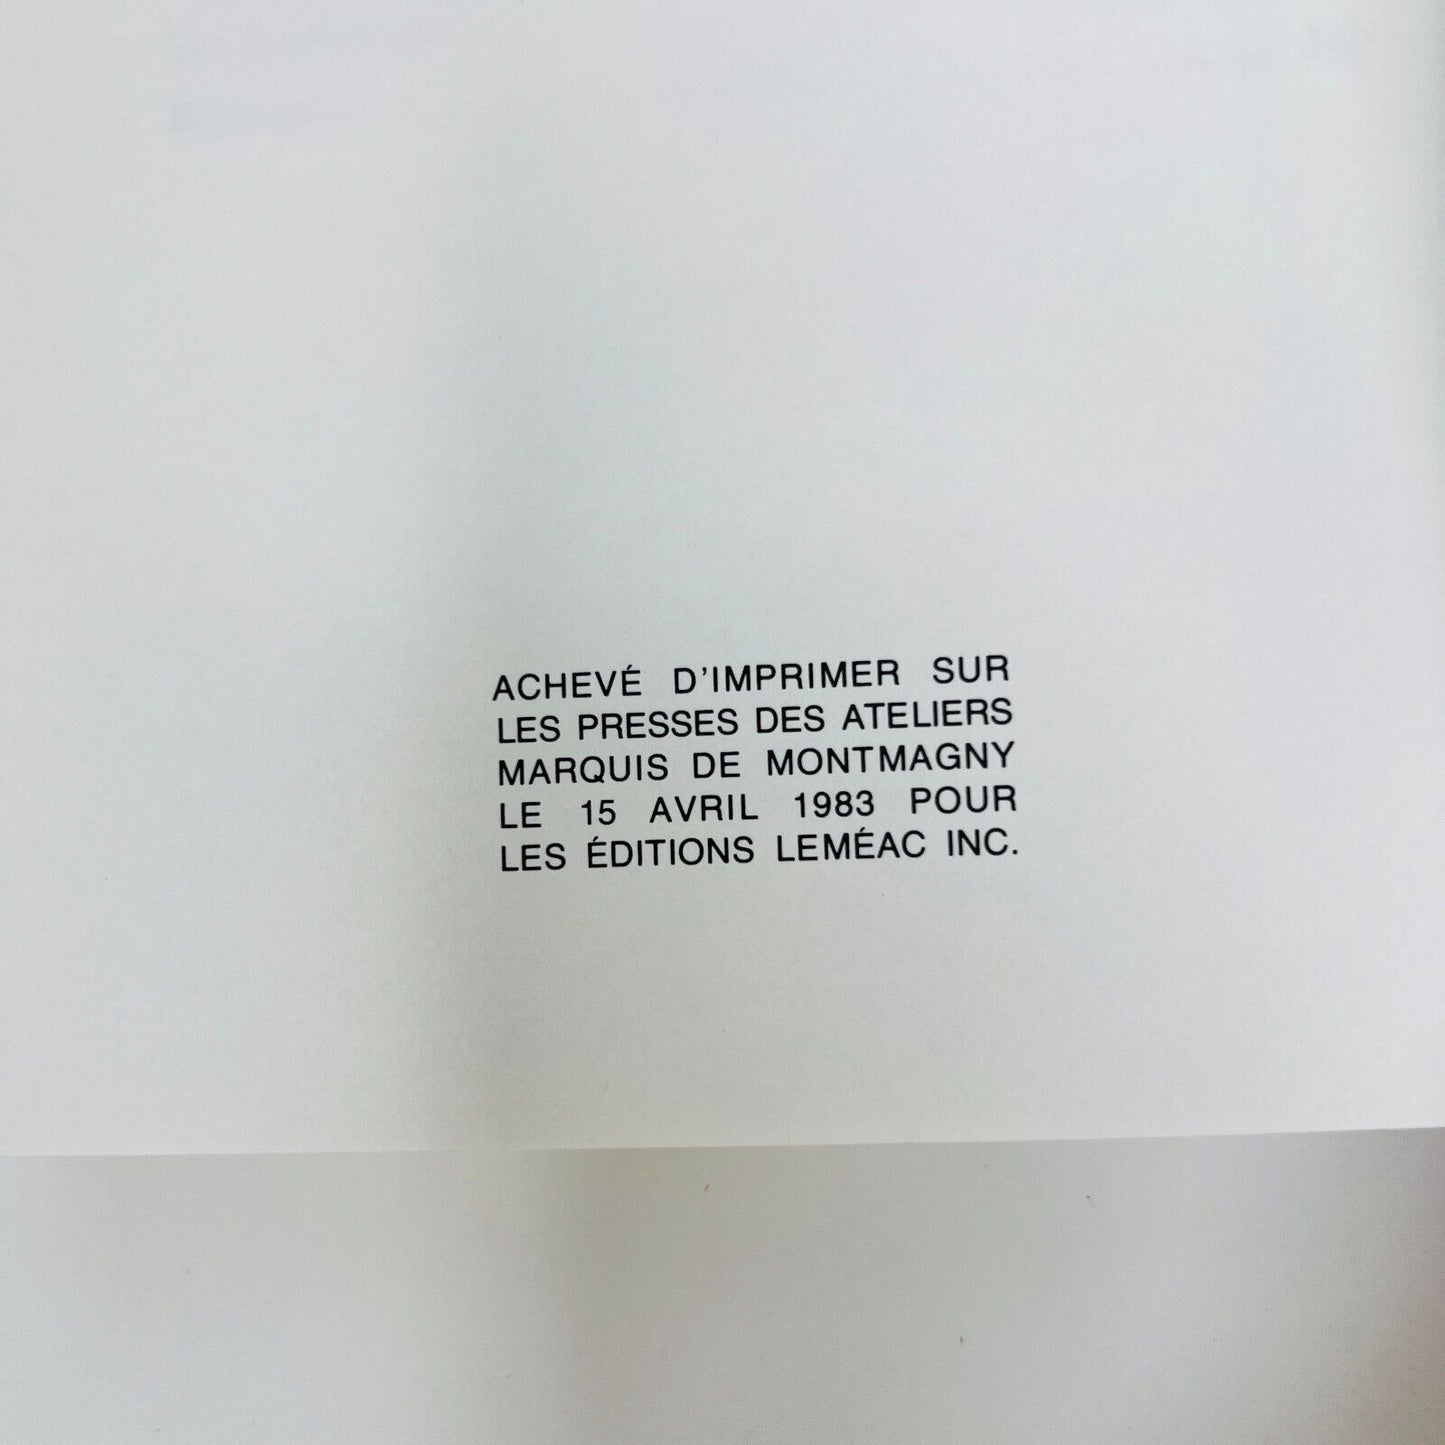 ACHEVÉ D'IMPRIMER SUR
LES PRESSES DES ATELIERS
MARQUIS DE MONTMAGNY
LE 15 AVRIL 1983 POUR
LES ÉDITIONS LEMÉAC INC.